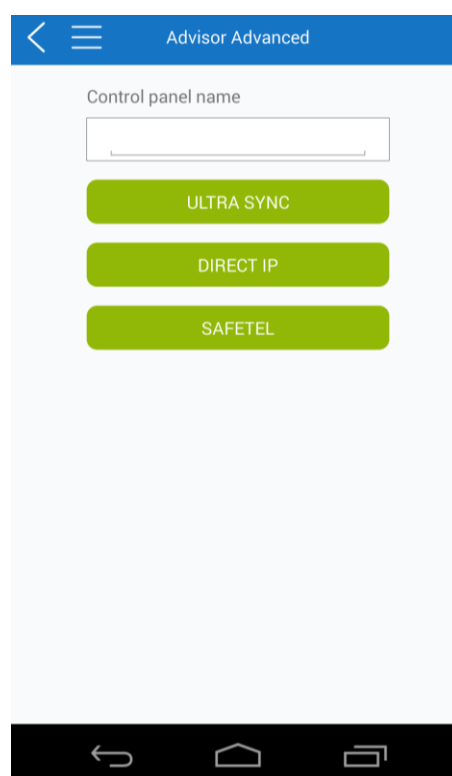 Advisor Advanced
Control panel name
ULTRA SYNC
DIRECT IP
SAFETEL